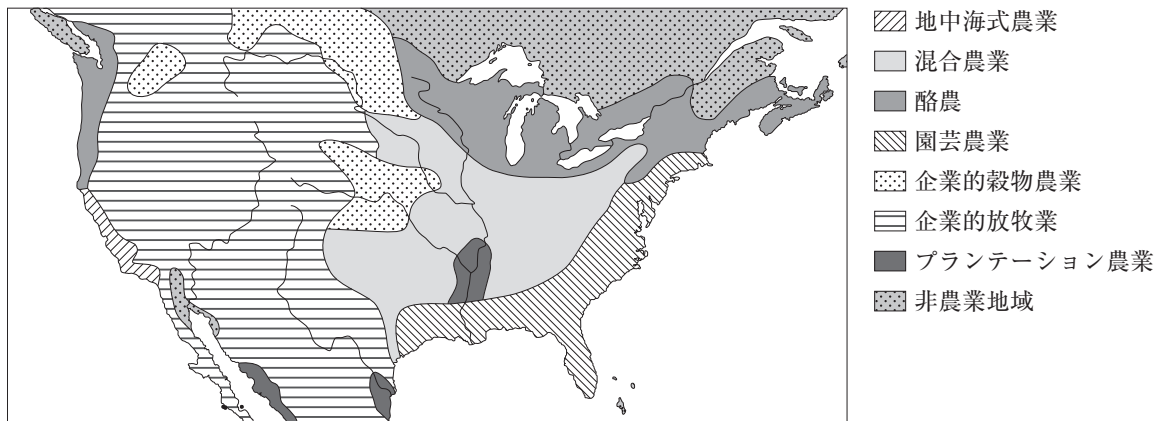 地中海式農業
混合農業
酪農
園芸農業
企業的穀物農業
企業的放牧業
プランテーション農業
非農業地域